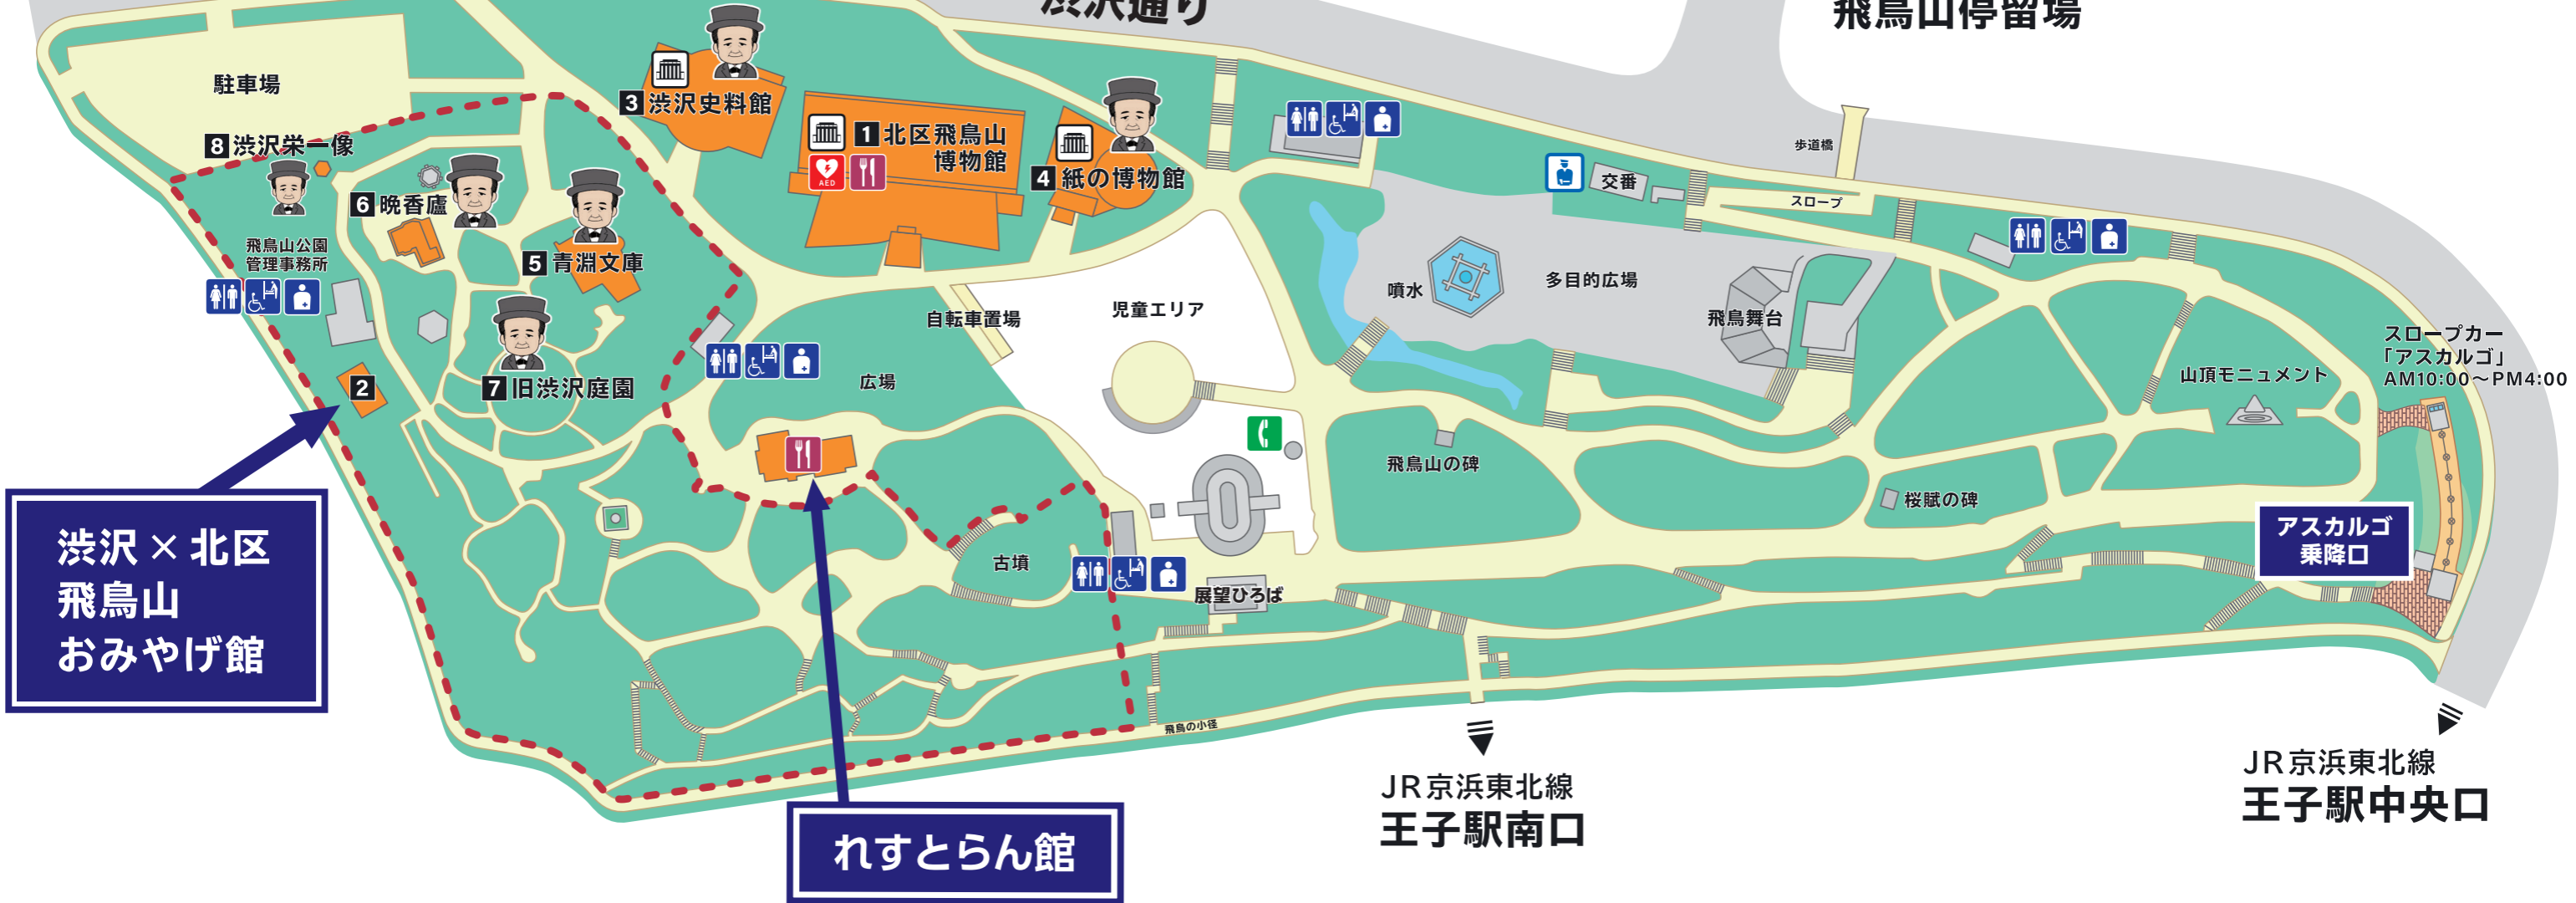 渋沢通り
飛鳥山停留場
駐車場
3 渋沢史料館
1 北区飛鳥山
博物館
AED
4 紙の博物館
歩道橋
交番
スロープ
8 渋沢栄一像
6 晩香廬
飛鳥山公園
管理事務所
5 青淵文庫
自転車置場
児童エリア
噴水
多目的広場
飛鳥舞台
スロープカー
「アスカルゴ」
AM10:00～PM4:00
山頂モニュメント
2
7 旧渋沢庭園
広場
飛鳥山の碑
桜賦の碑
アスカルゴ
乗降口
渋沢×北区
飛鳥山
おみやげ館
古墳
展望ひろば
飛鳥の小径
れすとらん館
JR京浜東北線
王子駅南口
JR京浜東北線
王子駅中央口